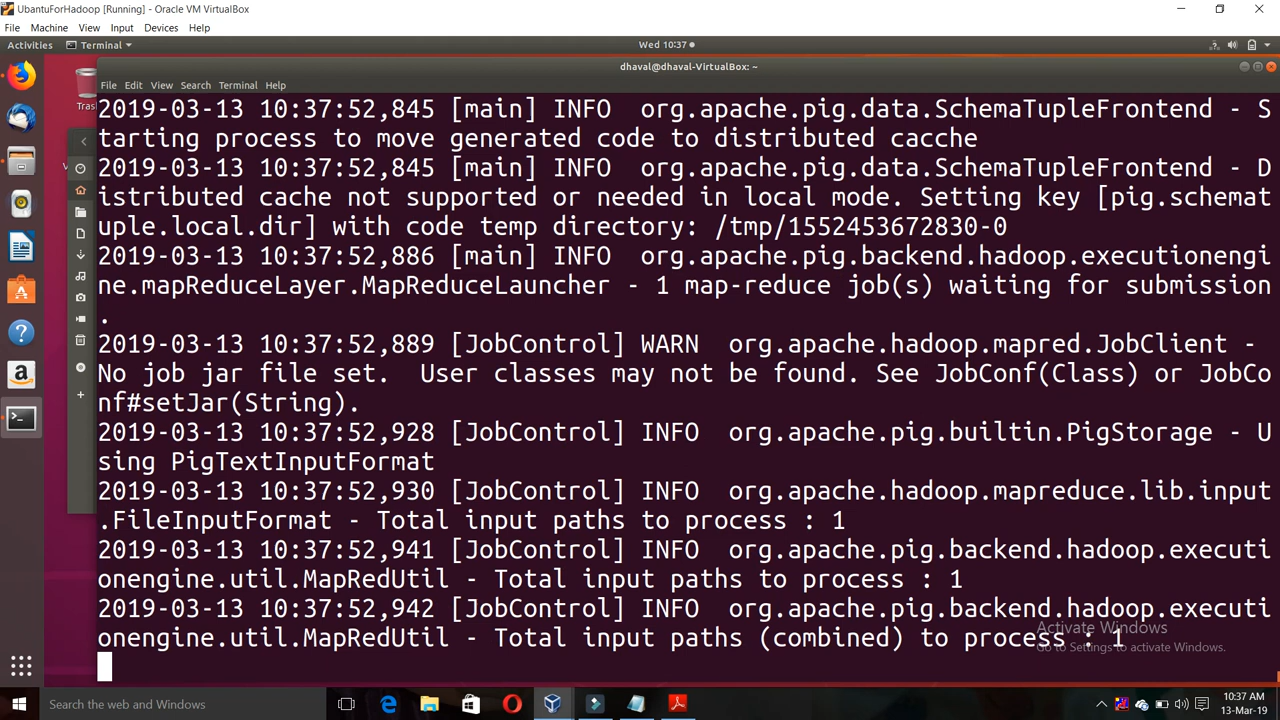 UbantuForHadoop [Running] - Oracle VM VirtualBox
File Machine View Input Devices Help
Activities Terminal Wed 10:37
dhaval@dhaval-VirtualBox: ~
File Edit View Search Terminal Help
Tras
2019-03-13 10:37:52,845 [main] INFO  org.apache.pig.data.SchemaTupleFrontend - S
tarting process to move generated code to distributed cacche
2019-03-13 10:37:52,845 [main] INFO  org.apache.pig.data.SchemaTupleFrontend - D
istributed cache not supported or needed in local mode. Setting key [pig.schemat
uple.local.dir] with code temp directory: /tmp/1552453672830-0
2019-03-13 10:37:52,886 [main] INFO  org.apache.pig.backend.hadoop.executionengi
ne.mapReduceLayer.MapReduceLauncher - 1 map-reduce job(s) waiting for submission
.
2019-03-13 10:37:52,889 [JobControl] WARN  org.apache.hadoop.mapred.JobClient -
No job jar file set.  User classes may not be found. See JobConf(Class) or JobCo
nf#setJar(String).
2019-03-13 10:37:52,928 [JobControl] INFO  org.apache.pig.builtin.PigStorage - U
sing PigTextInputFormat
2019-03-13 10:37:52,930 [JobControl] INFO  org.apache.hadoop.mapreduce.lib.input
.FileInputFormat - Total input paths to process : 1
2019-03-13 10:37:52,941 [JobControl] INFO  org.apache.pig.backend.hadoop.executi
onengine.util.MapRedUtil - Total input paths to process : 1
2019-03-13 10:37:52,942 [JobControl] INFO  org.apache.pig.backend.hadoop.executi
onengine.util.MapRedUtil - Total input paths (combined) to process : 1
Activate Windows
Go to Settings to activate Windows.
Search the web and Windows
10:37 AM
13-Mar-19